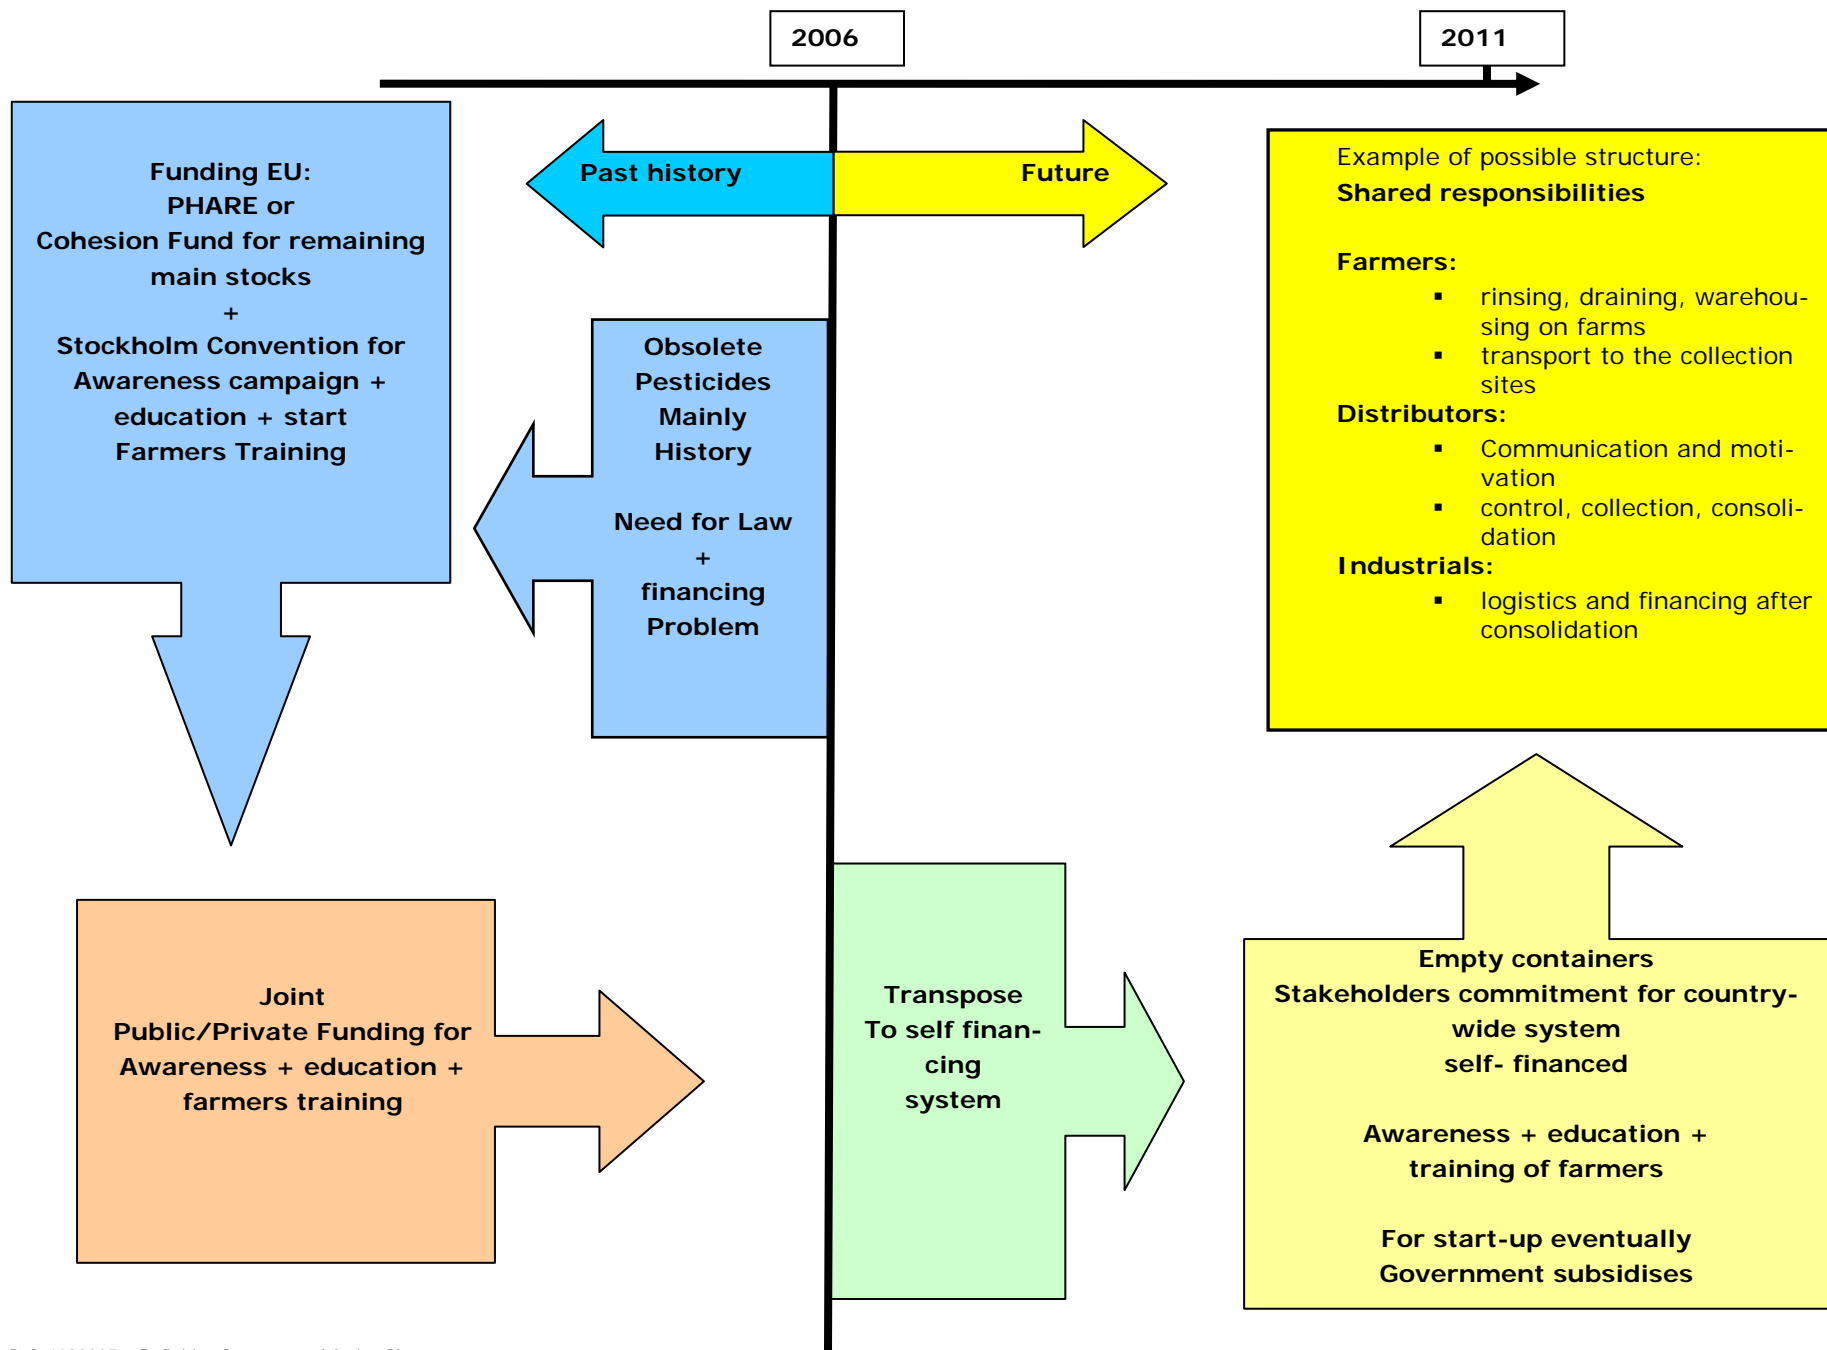 2006
2011
Past history
Future
Funding EU:
PHARE or
Cohesion Fund for remaining
main stocks
+
Stockholm Convention for
Awareness campaign +
education + start
Farmers Training
Obsolete
Pesticides
Mainly
History
Need for Law
+
financing
Problem
Example of possible structure:
Shared responsibilities
Farmers:
▪ rinsing, draining, warehou-
sing on farms
▪ transport to the collection
sites
Distributors:
▪ Communication and moti-
vation
▪ control, collection, consoli-
dation
Industrials:
▪ logistics and financing after
consolidation
Joint
Public/Private Funding for
Awareness + education +
farmers training
Transpose
To self finan-
cing
system
Empty containers
Stakeholders commitment for country-
wide system
self- financed
Awareness + education +
training of farmers
For start-up eventually
Government subsidises